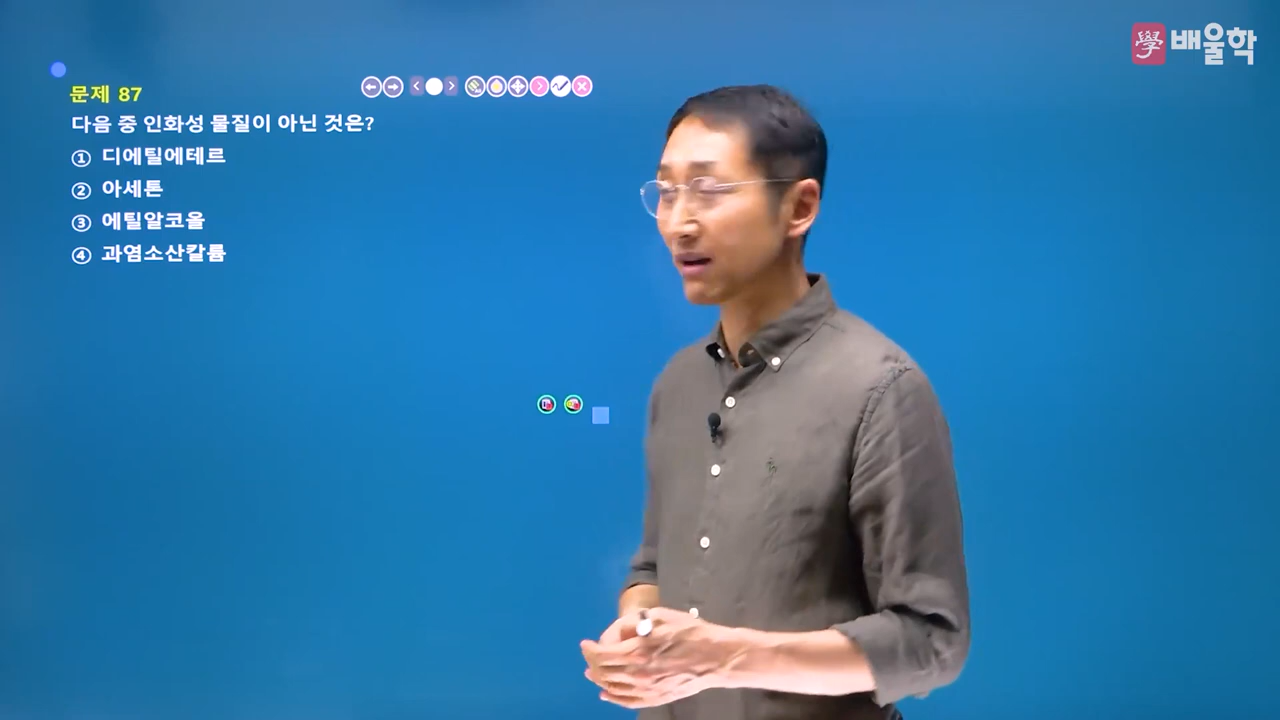 學 배울학
문제 87
다음 중 인화성 물질이 아닌 것은?
① 디에틸에테르
② 아세톤
③ 에틸알코올
④ 과염소산칼륨